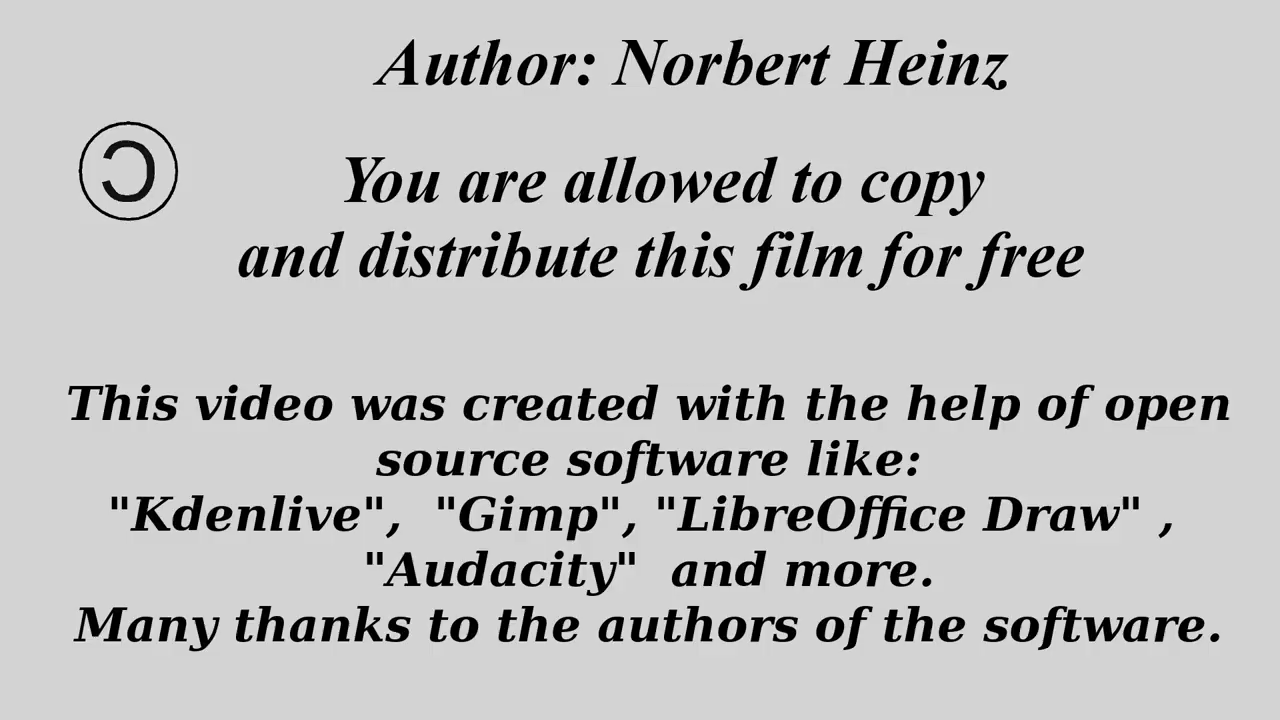 Author: Norbert Heinz
Ɔ
You are allowed to copy
and distribute this film for free
This video was created with the help of open
source software like:
"Kdenlive",  "Gimp", "LibreOffice Draw" ,
"Audacity"  and more.
Many thanks to the authors of the software.